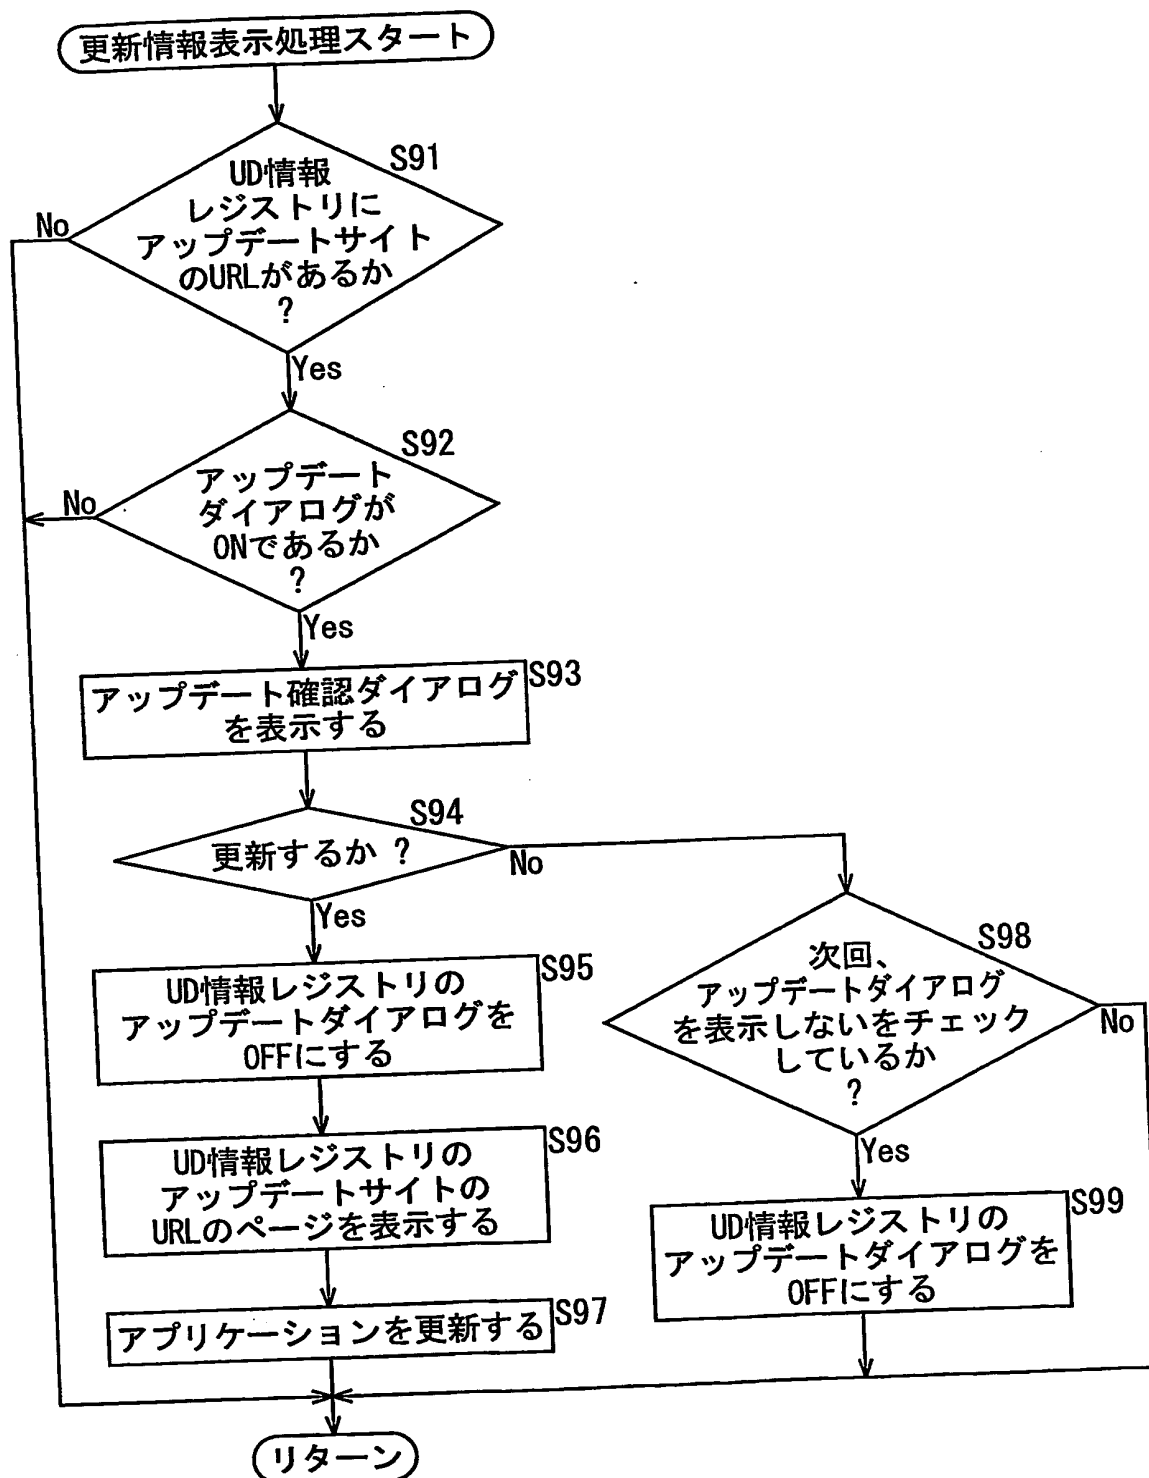 更新情報表示処理スタート
S91
UD情報
レジストリに
アップデートサイト
のURLがあるか
?
No
Yes
S92
アップデート
ダイアログが
ONであるか
?
No
Yes
S93
アップデート確認ダイアログ
を表示する
S94
更新するか ?
No
Yes
S95
UD情報レジストリの
アップデートダイアログを
OFFにする
S96
UD情報レジストリの
アップデートサイトの
URLのページを表示する
S97
アプリケーションを更新する
S98
次回、
アップデートダイアログ
を表示しないをチェック
しているか
?
No
Yes
S99
UD情報レジストリの
アップデートダイアログを
OFFにする
リターン